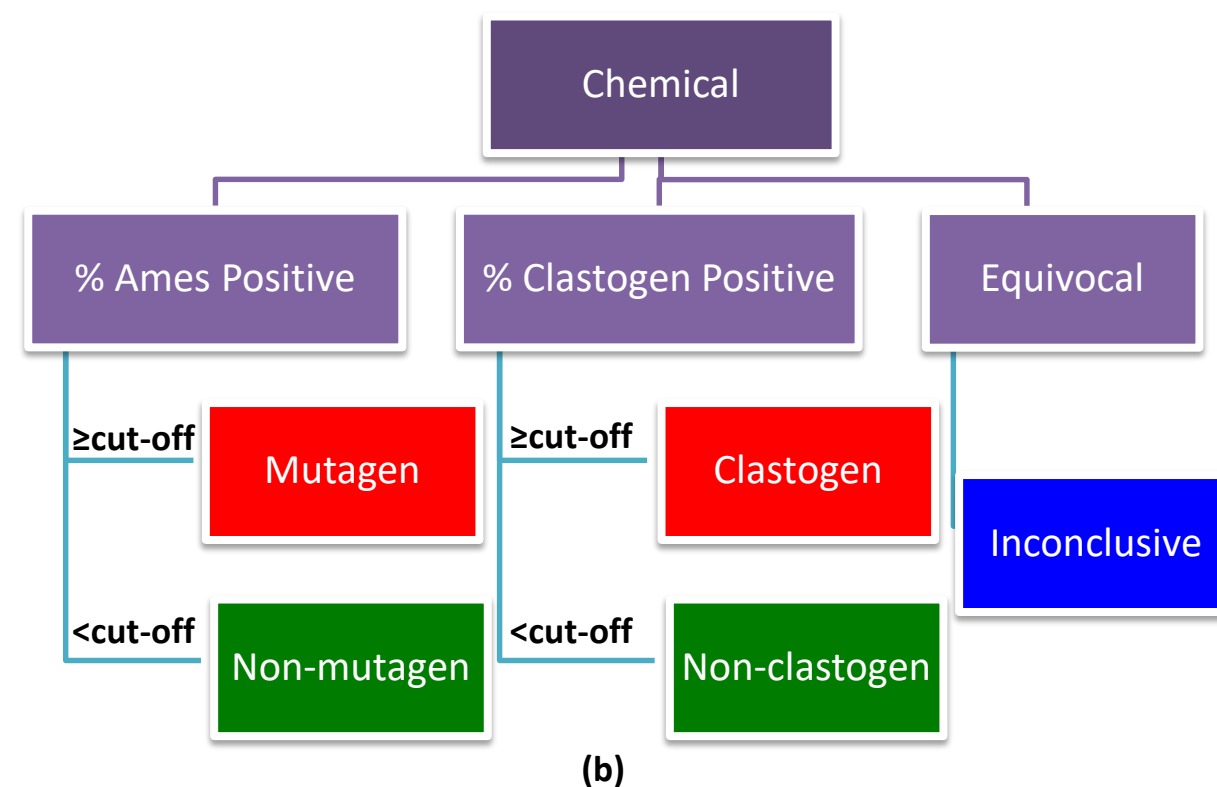 Chemical
% Ames Positive
% Clastogen Positive
Equivocal
≥cut-off
Mutagen
≥cut-off
Clastogen
Inconclusive
<cut-off
Non-mutagen
<cut-off
Non-clastogen
(b)